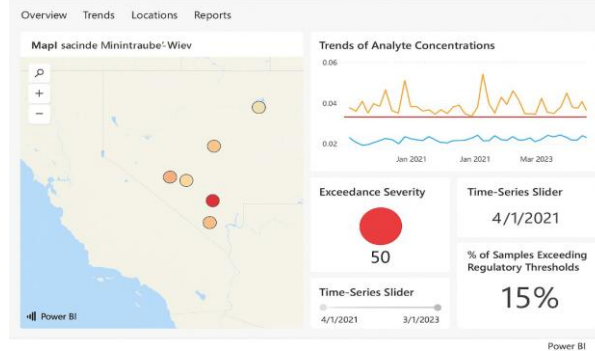 Overview Trends Locations Reports
Mapl sacinde Minintraube'-Wiev
Trends of Analyte Concentrations
0.06
0.04
0.02
Jan 2021 Jan 2021 Mar 2023
Exceedance Severity
50
Time-Series Slider
4/1/2021
Time-Series Slider
4/1/2021 3/1/2023
% of Samples Exceeding
Regulatory Thresholds
15%
Power BI
Power BI